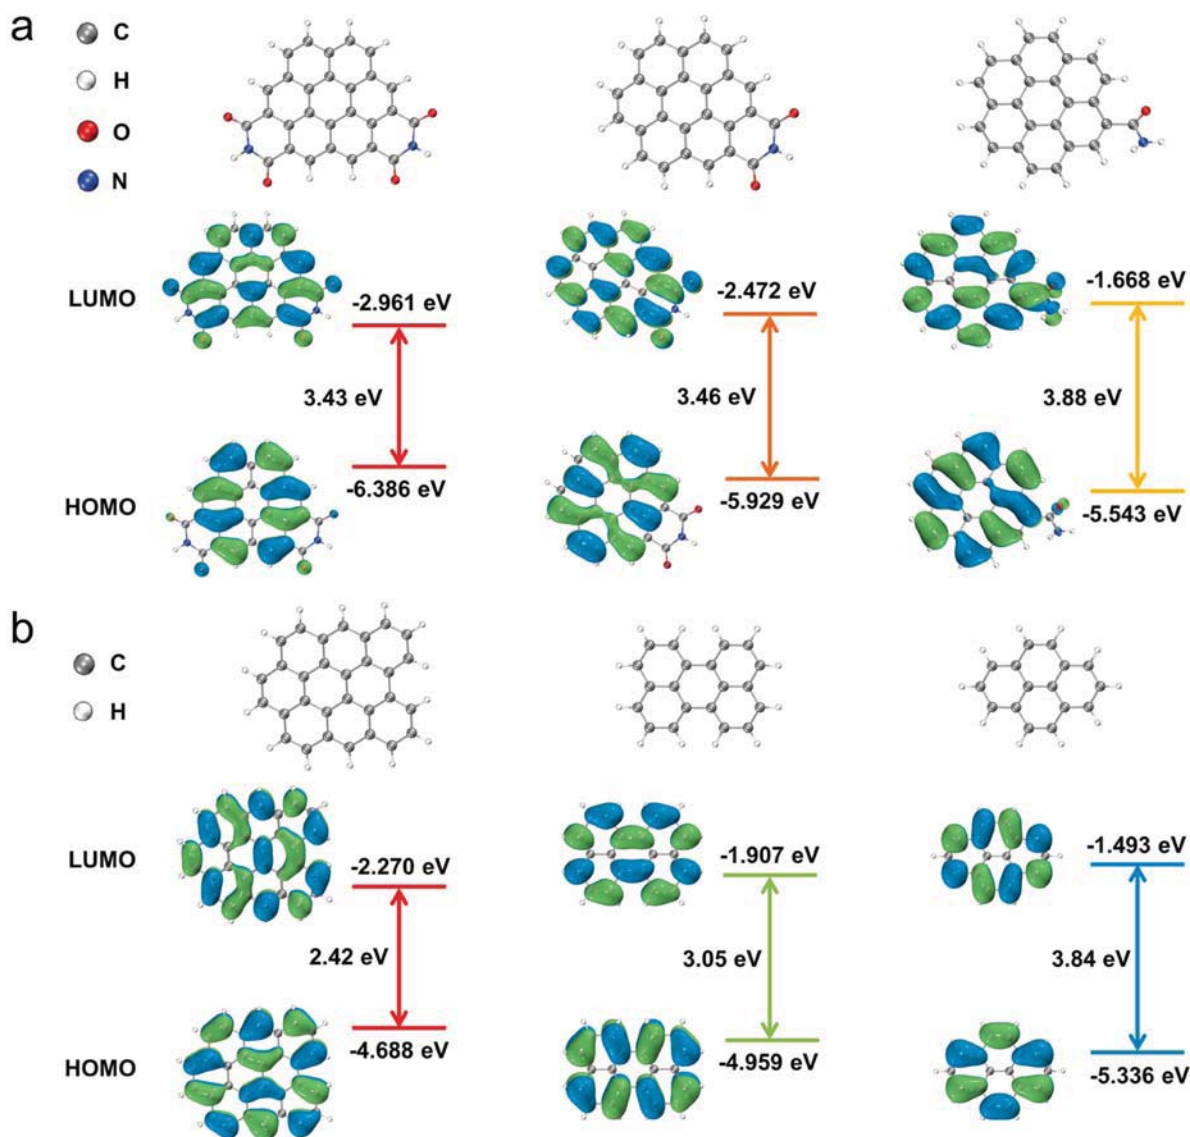 a
C
H
O
N
LUMO
-2.961 eV
-2.472 eV
-1.668 eV
3.43 eV
3.46 eV
3.88 eV
HOMO
-6.386 eV
-5.929 eV
-5.543 eV
b
C
H
LUMO
-2.270 eV
-1.907 eV
-1.493 eV
2.42 eV
3.05 eV
3.84 eV
HOMO
-4.688 eV
-4.959 eV
-5.336 eV